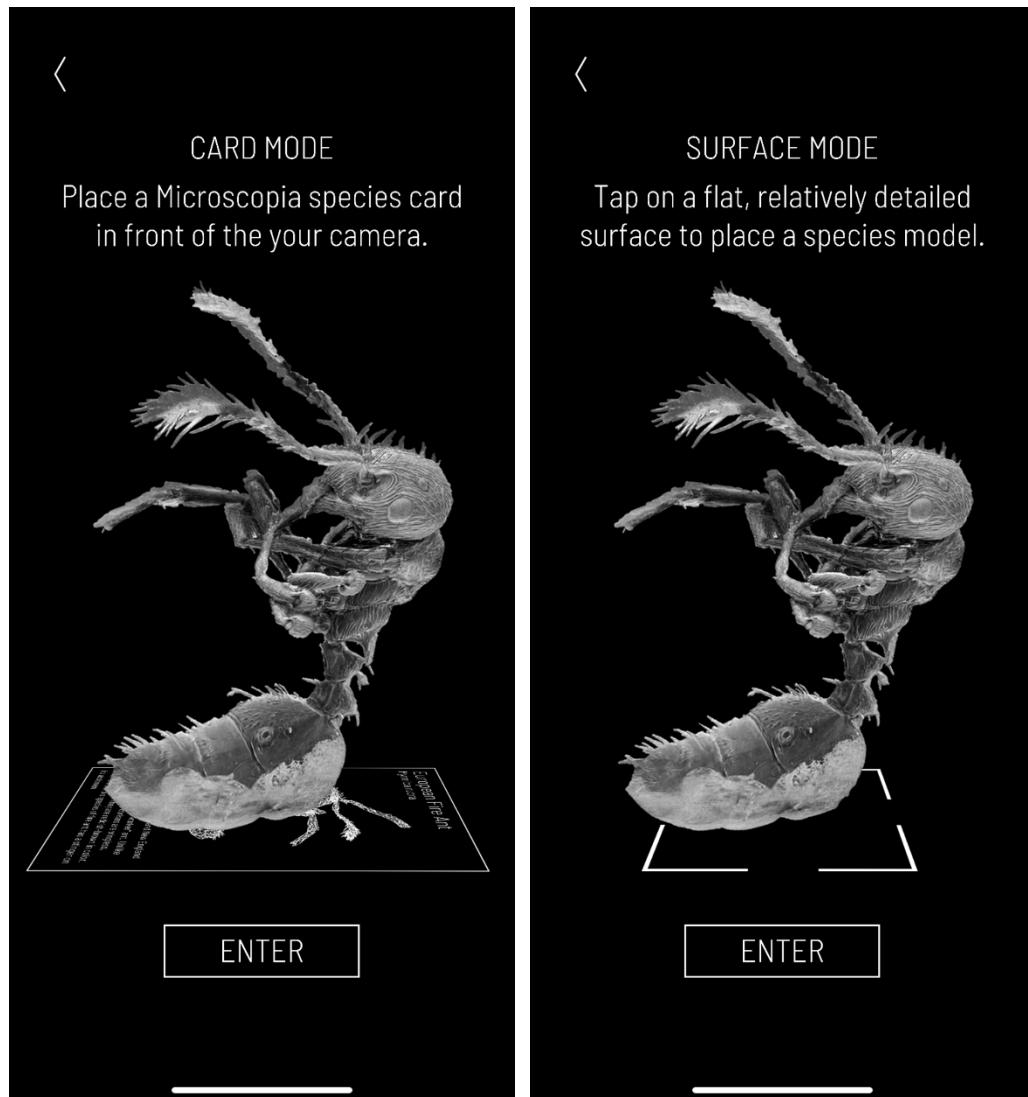 CARD MODE
Place a Microscopia species card
in front of the your camera.
European Fire Ant
ENTER
SURFACE MODE
Tap on a flat, relatively detailed
surface to place a species model.
ENTER